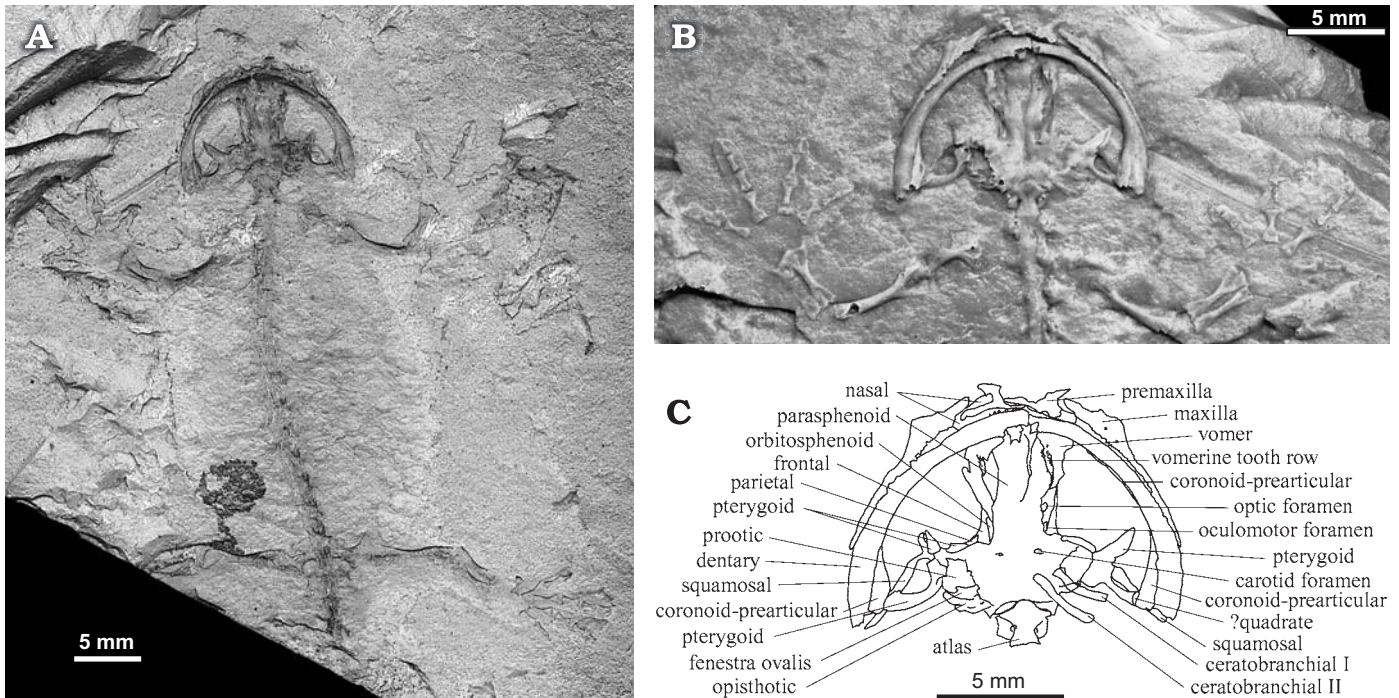 A
5 mm
B
5 mm
C
nasal
parasphenoid
orbitosphenoid
frontal
parietal
pterygoid
prootic
dentary
squamosal
coronoid-prearticular
pterygoid
fenestra ovalis
opisthotic
atlas
premaxilla
maxilla
vomer
vomerine tooth row
coronoid-prearticular
optic foramen
oculomotor foramen
pterygoid
carotid foramen
coronoid-prearticular
?quadrate
squamosal
ceratobranchial I
ceratobranchial II
5 mm